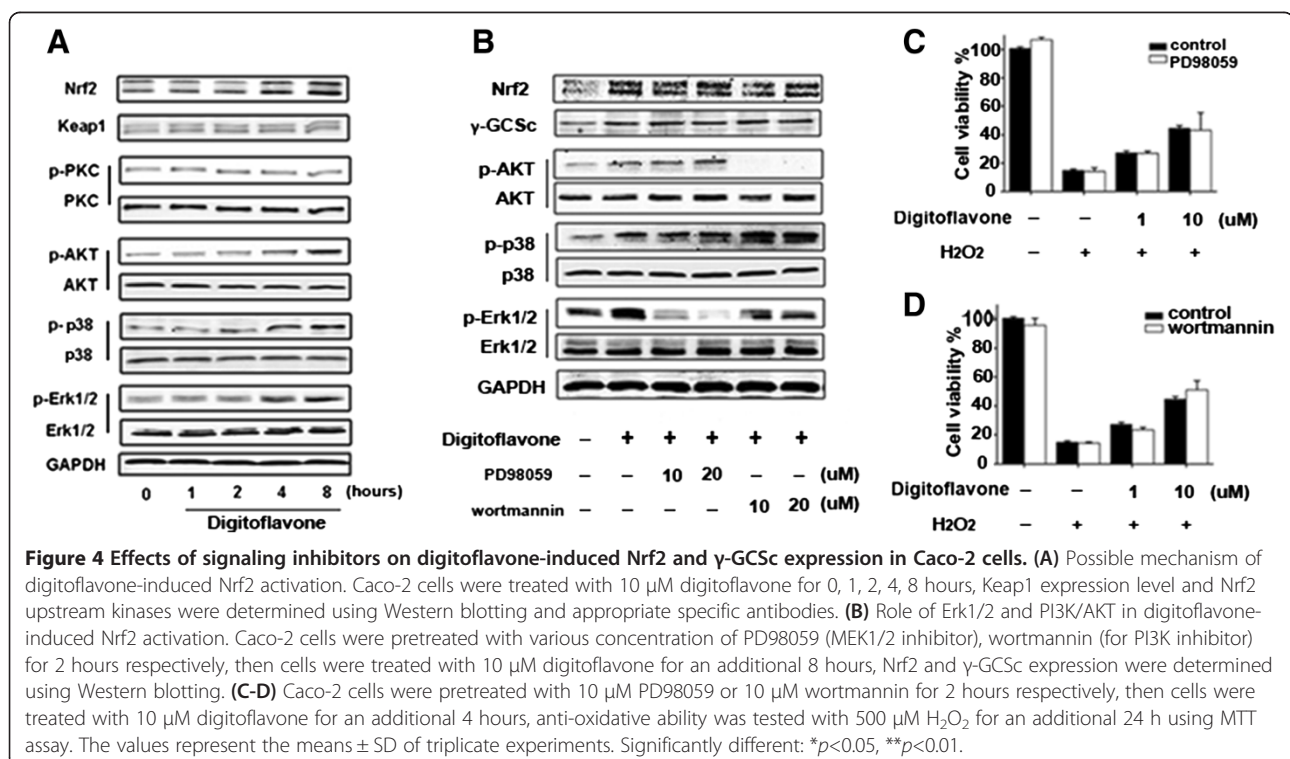 A
Nrf2
Keap1
p-PKC
PKC
p-AKT
AKT
p-p38
p38
p-Erk1/2
Erk1/2
GAPDH
0 1 2 4 8 (hours)
Digitoflavone
B
Nrf2
γ-GCSc
p-AKT
AKT
p-p38
p38
p-Erk1/2
Erk1/2
GAPDH
Digitoflavone − + + + + +
PD98059 − − 10 20 − − (uM)
wortmannin − − − − 10 20 (uM)
C
control
PD98059
Cell viability %
100
80
60
40
20
0
Digitoflavone − − 1 10 (uM)
H2O2 − + + +
D
control
wortmannin
Cell viability %
100
80
60
40
20
0
Digitoflavone − − 1 10 (uM)
H2O2 − + + +
Figure 4 Effects of signaling inhibitors on digitoflavone-induced Nrf2 and γ-GCSc expression in Caco-2 cells. (A) Possible mechanism of
digitoflavone-induced Nrf2 activation. Caco-2 cells were treated with 10 μM digitoflavone for 0, 1, 2, 4, 8 hours, Keap1 expression level and Nrf2
upstream kinases were determined using Western blotting and appropriate specific antibodies. (B) Role of Erk1/2 and PI3K/AKT in digitoflavone-
induced Nrf2 activation. Caco-2 cells were pretreated with various concentration of PD98059 (MEK1/2 inhibitor), wortmannin (for PI3K inhibitor)
for 2 hours respectively, then cells were treated with 10 μM digitoflavone for an additional 8 hours, Nrf2 and γ-GCSc expression were determined
using Western blotting. (C-D) Caco-2 cells were pretreated with 10 μM PD98059 or 10 μM wortmannin for 2 hours respectively, then cells were
treated with 10 μM digitoflavone for an additional 4 hours, anti-oxidative ability was tested with 500 μM H₂O₂ for an additional 24 h using MTT
assay. The values represent the means ± SD of triplicate experiments. Significantly different: *p<0.05, **p<0.01.